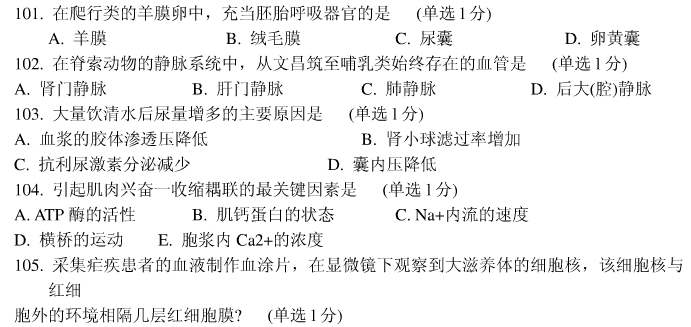 101. 在爬行类的羊膜卵中，充当胚胎呼吸器官的是 (单选1分)
A. 羊膜 B. 绒毛膜 C. 尿囊 D. 卵黄囊
102. 在脊索动物的静脉系统中，从文昌筑至哺乳类始终存在的血管是 (单选1分)
A. 肾门静脉 B. 肝门静脉 C. 肺静脉 D. 后大(腔)静脉
103. 大量饮清水后尿量增多的主要原因是 (单选1分)
A. 血浆的胶体渗透压降低 B. 肾小球滤过率增加
C. 抗利尿激素分泌减少 D. 囊内压降低
104. 引起肌肉兴奋一收缩耦联的最关键因素是 (单选1分)
A. ATP 酶的活性 B. 肌钙蛋白的状态 C. Na+内流的速度
D. 横桥的运动 E. 胞浆内 Ca2+的浓度
105. 采集疟疾患者的血液制作血涂片，在显微镜下观察到大滋养体的细胞核，该细胞核与
红细
胞外的环境相隔几层红细胞膜? (单选1分)